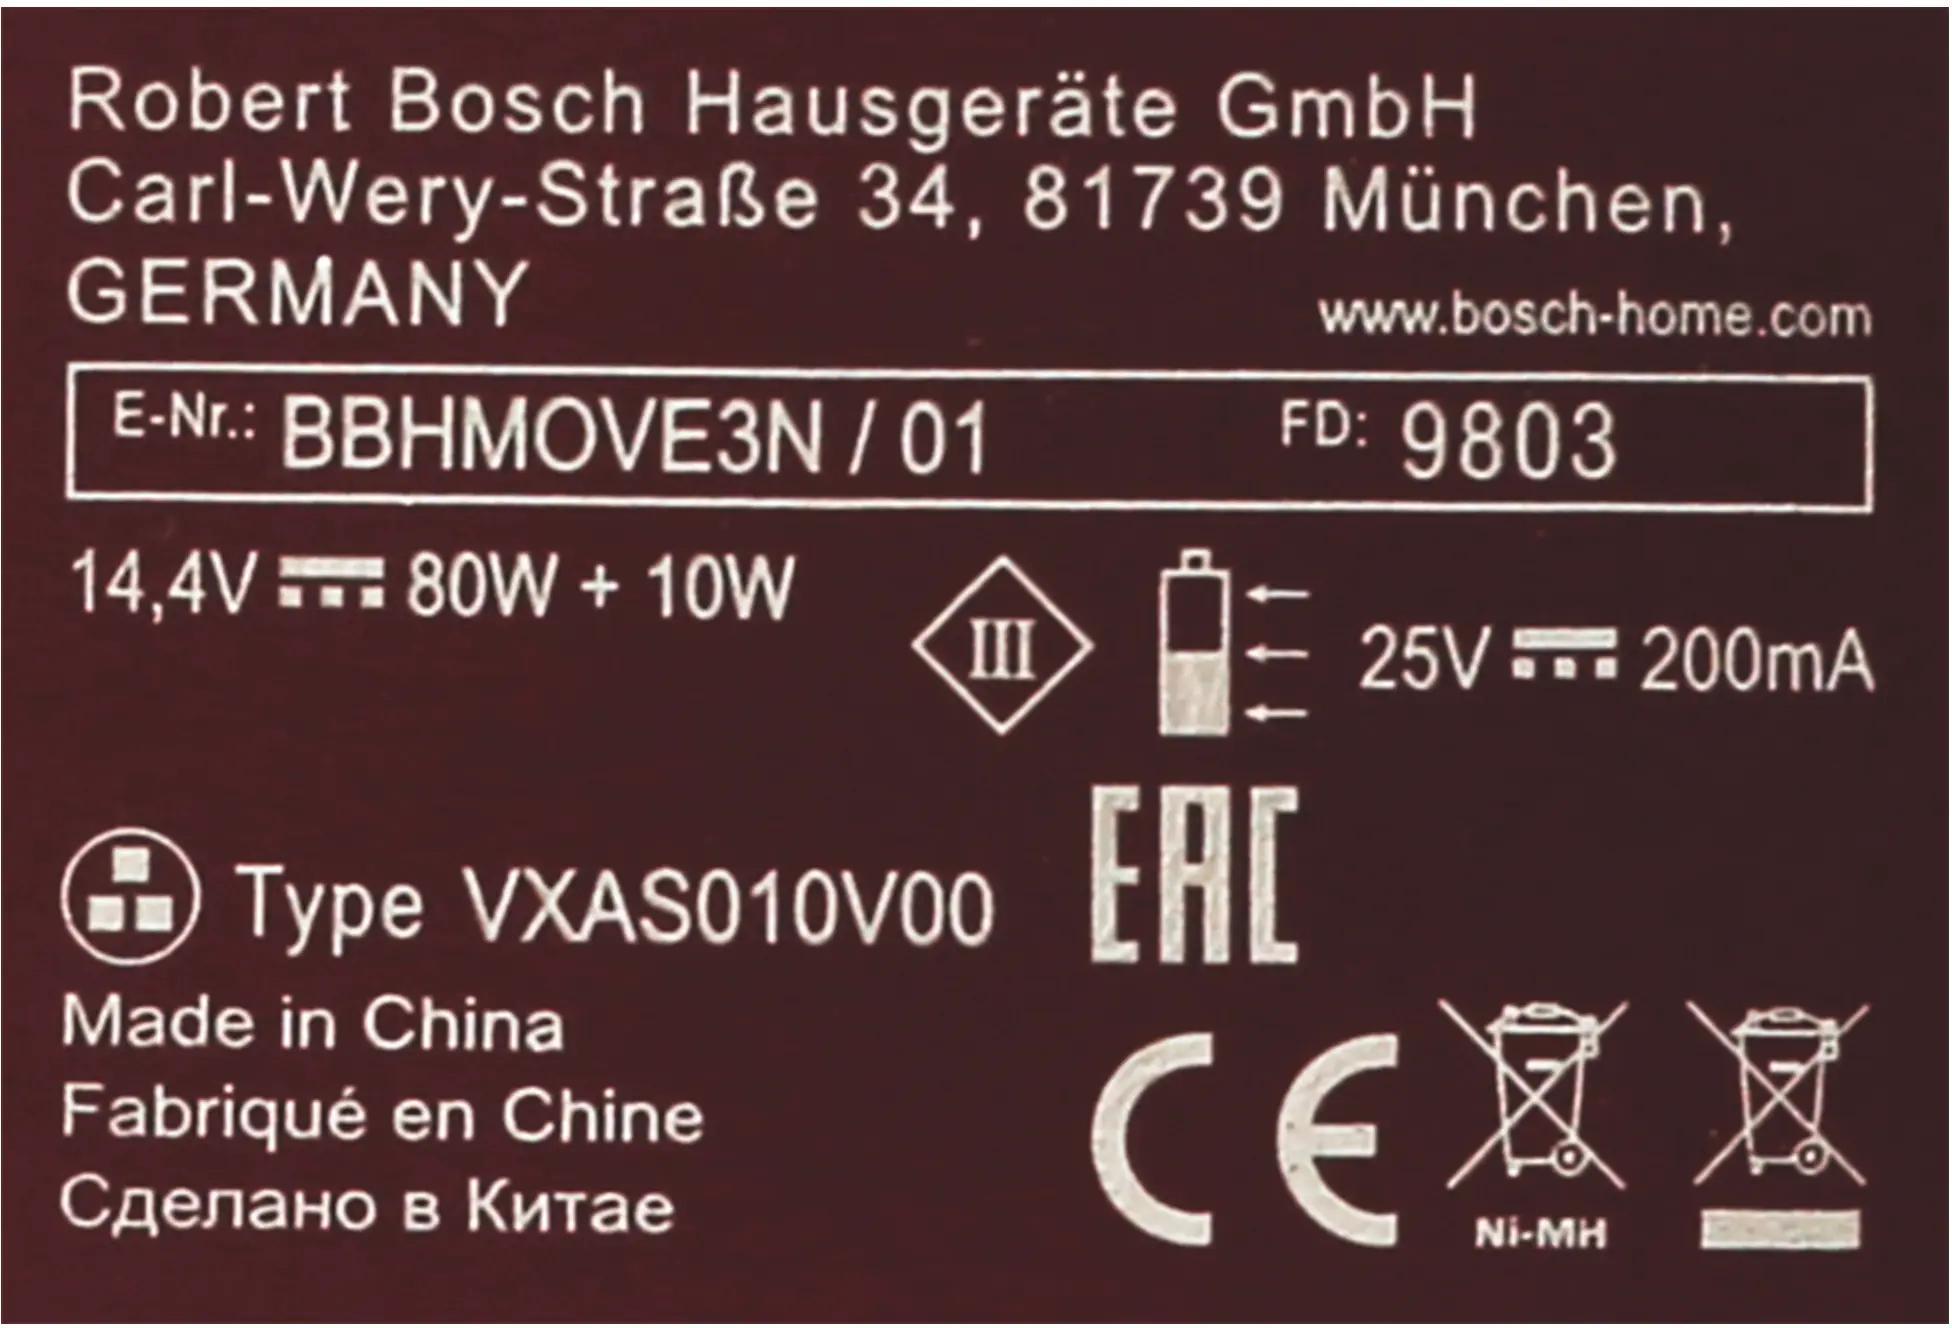 Robert Bosch Hausgeräte GmbH
Carl-Wery-Straße 34, 81739 München,
GERMANY
www.bosch-home.com
E-Nr.: BBHMOVE3N / 01 FD: 9803
14,4V 80W + 10W
III
25V 200mA
Type VXAS010V00
EAC
Made in China
Fabriqué en Chine
Сделано в Китае
CE
Ni-MH